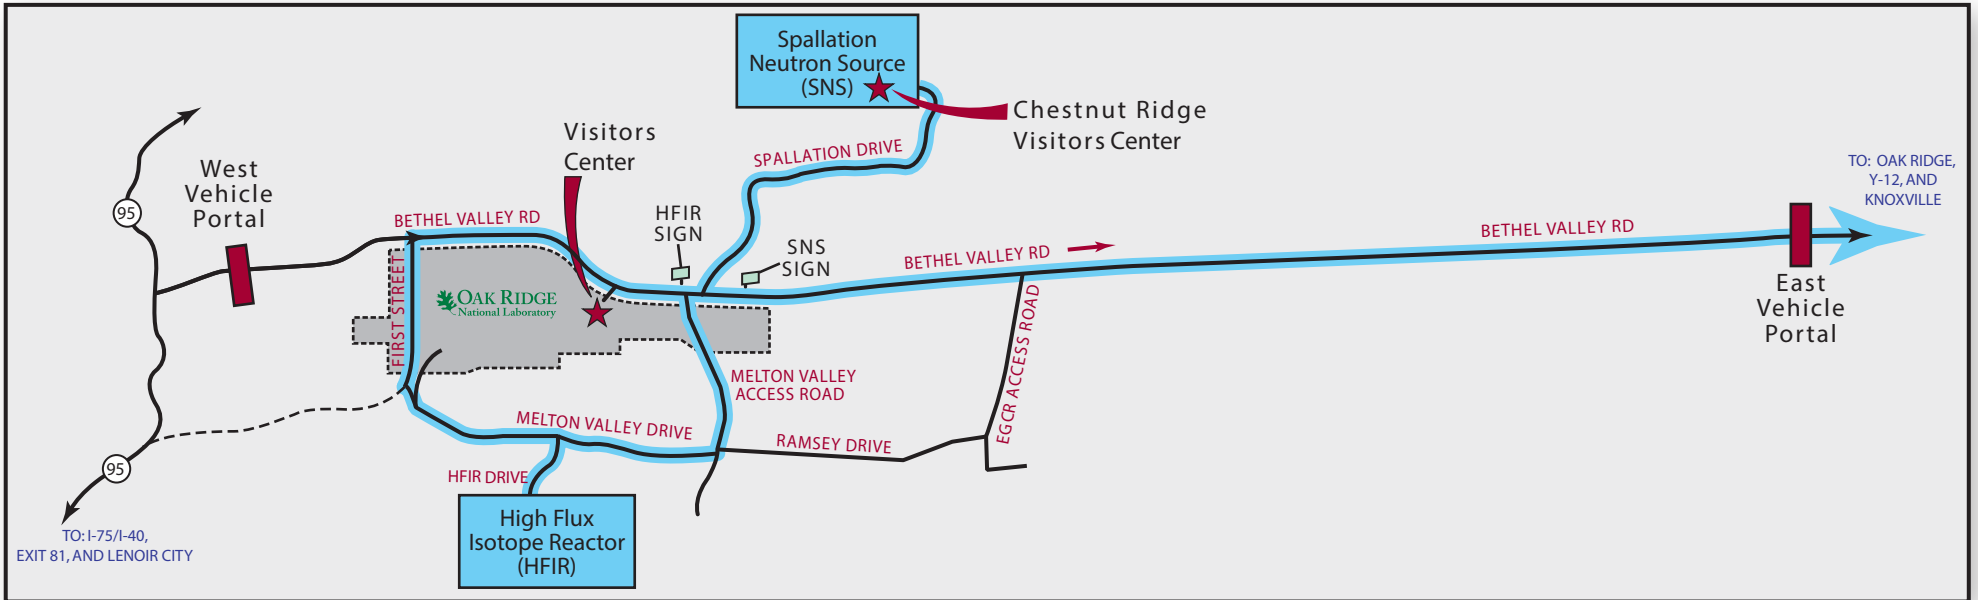 Spallation
Neutron Source
(SNS)
Chestnut Ridge
Visitors Center
Visitors
Center
SPALLATION DRIVE
West
Vehicle
Portal
95
BETHEL VALLEY RD
HFIR
SIGN
SNS
SIGN
BETHEL VALLEY RD
BETHEL VALLEY RD
TO: OAK RIDGE,
Y-12, AND
KNOXVILLE
East
Vehicle
Portal
FIRST STREET
OAK RIDGE
National Laboratory
EGCR ACCESS ROAD
MELTON VALLEY
ACCESS ROAD
MELTON VALLEY DRIVE
RAMSEY DRIVE
HFIR DRIVE
95
TO: I-75/I-40,
EXIT 81, AND LENOIR CITY
High Flux
Isotope Reactor
(HFIR)